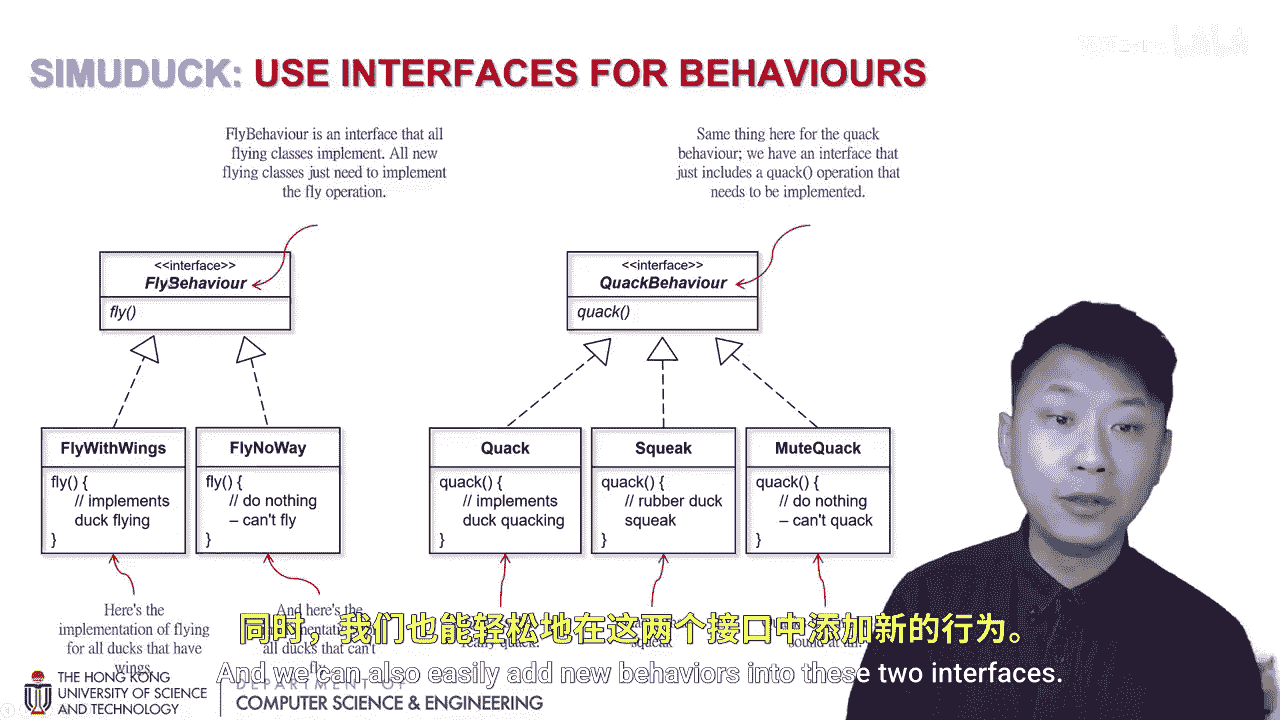 SIMUDUCK: USE INTERFACES FOR BEHAVIOURS
FlyBehaviour is an interface that all
flying classes implement. All new
flying classes just need to implement
the fly operation.
Same thing here for the quack
behaviour; we have an interface that
just includes a quack() operation that
needs to be implemented.
<<interface>>
FlyBehaviour
fly()
<<interface>>
QuackBehaviour
quack()
FlyWithWings
fly() {
// implements
duck flying
}
FlyNoWay
fly() {
// do nothing
– can't fly
}
Quack
quack() {
// implements
duck quacking
}
Squeak
quack() {
// rubber duck
squeak
}
MuteQuack
quack() {
// do nothing
– can't quack
}
Here's the
implementation of flying
for all ducks that have
wings.
And here's the
all ducks that can't
同时，我们也能轻松地在这两个接口中添加新的行为。
And we can also easily add new behaviors into these two interfaces.
THE HONG KONG
UNIVERSITY OF SCIENCE
AND TECHNOLOGY
DEPARTMENT OF
COMPUTER SCIENCE & ENGINEERING